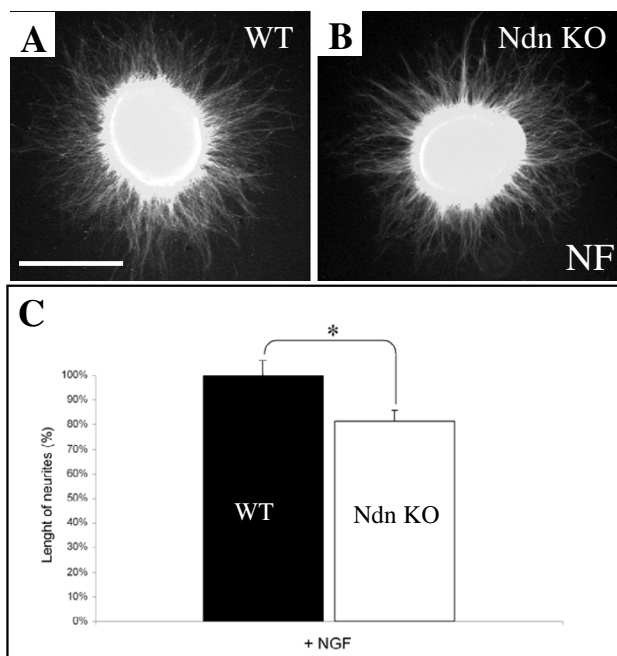 A WT
B Ndn KO
NF
C
*
Lenght of neurites (%)
100%
90%
80%
70%
60%
50%
40%
30%
20%
10%
0%
WT
Ndn KO
+ NGF